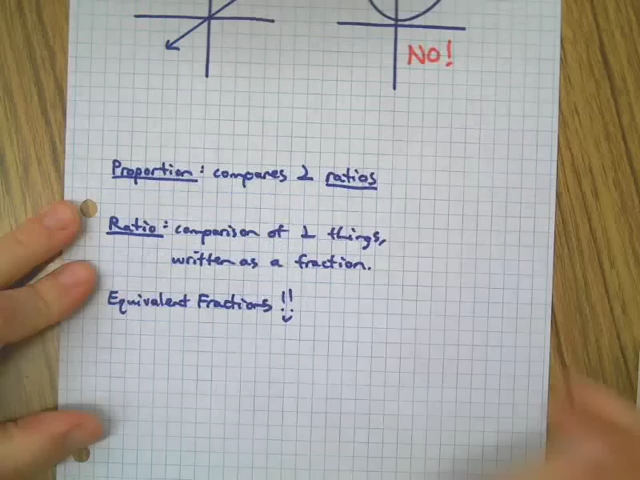 NO!
Proportion: compares 2 ratios
Ratio: comparison of 2 things,
written as a fraction.
Equivalent Fractions !!